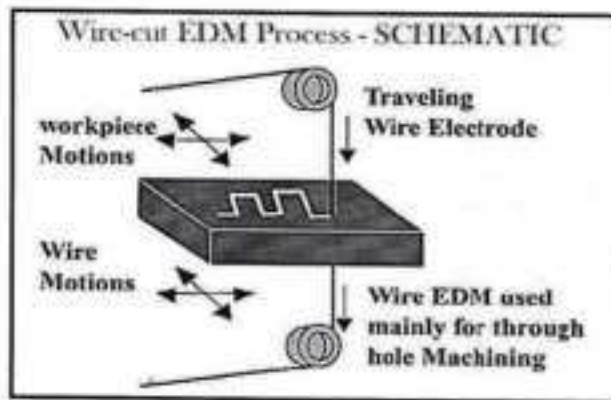 Wire-cut EDM Process - SCHEMATIC
Traveling
Wire Electrode
workpiece
Motions
Wire
Motions
Wire EDM used
mainly for through
hole Machining